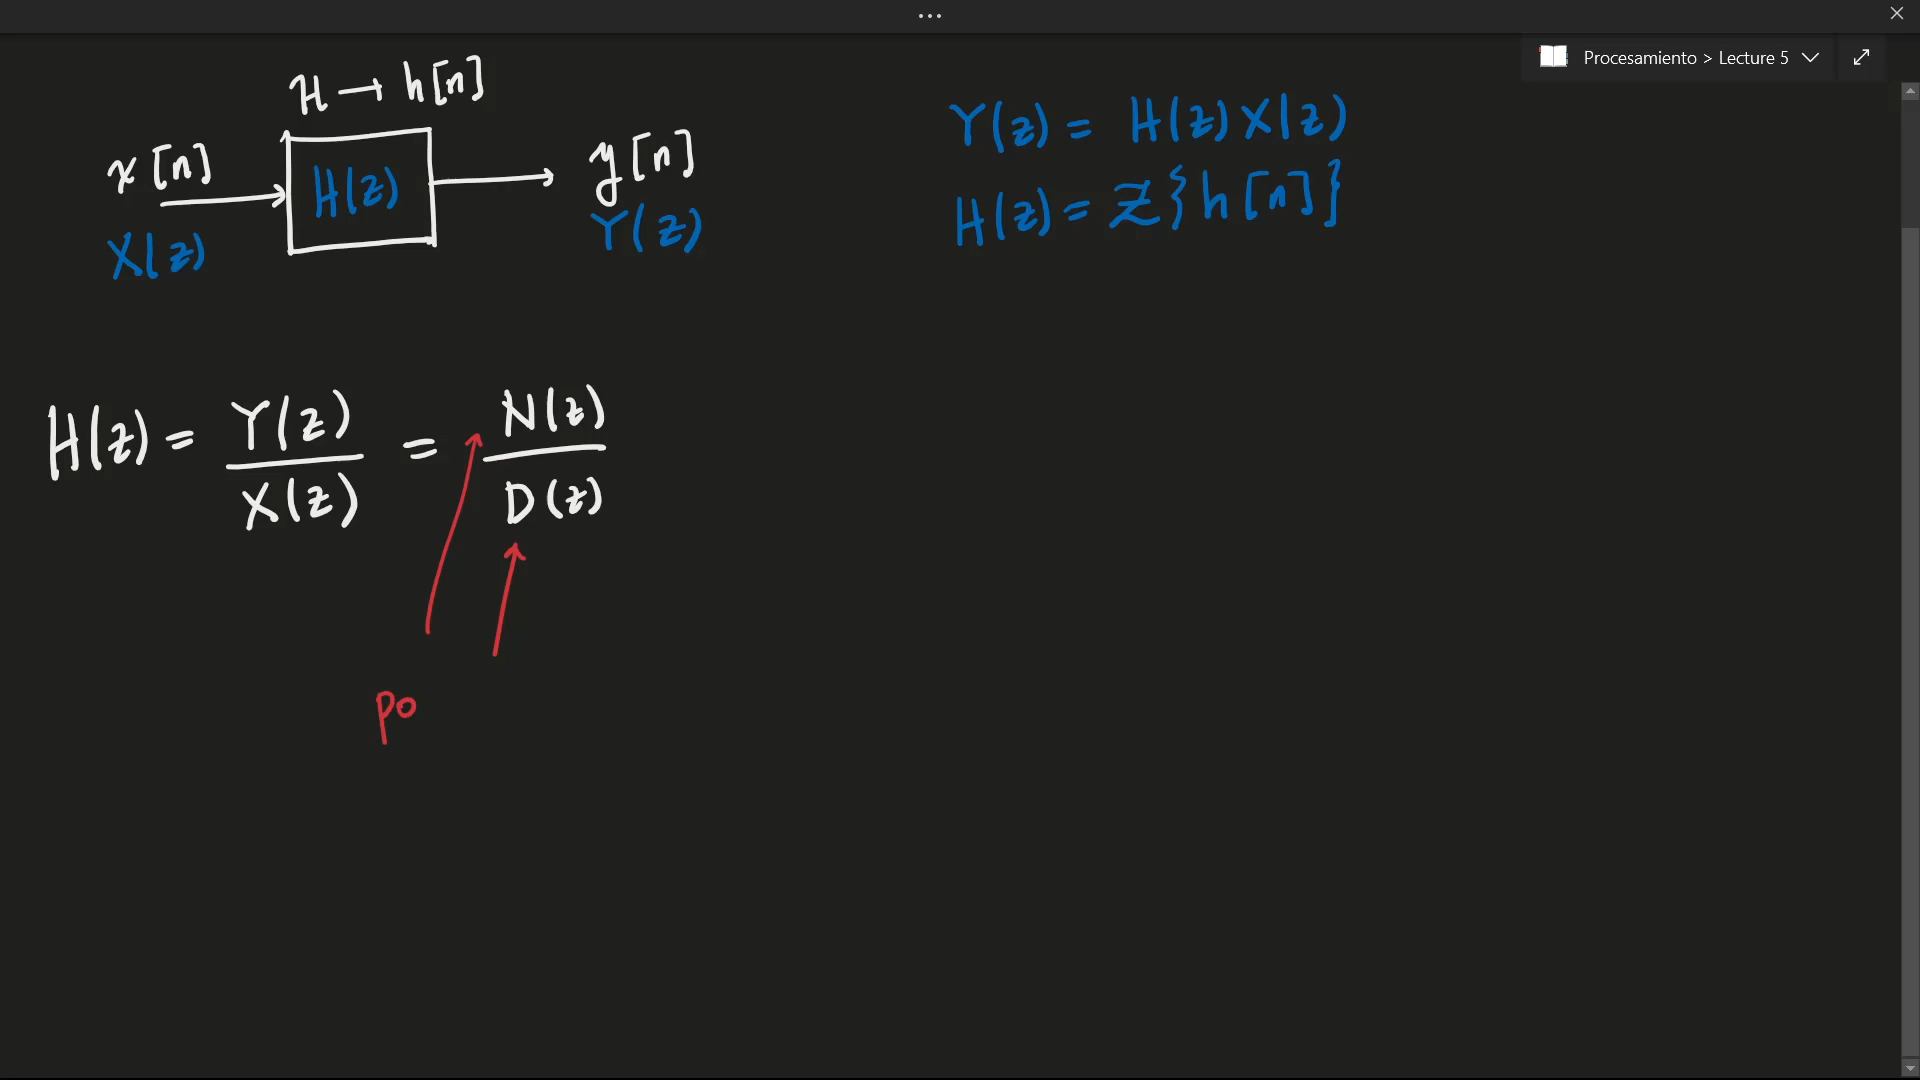 Procesamiento > Lecture 5
H → h[n]
x[n]
H(z)
y[n]
X(z)
Y(z)
Y(z) = H(z) X(z)
H(z) = Z{h[n]}
H(z) = Y(z)/X(z) = N(z)/D(z)
po